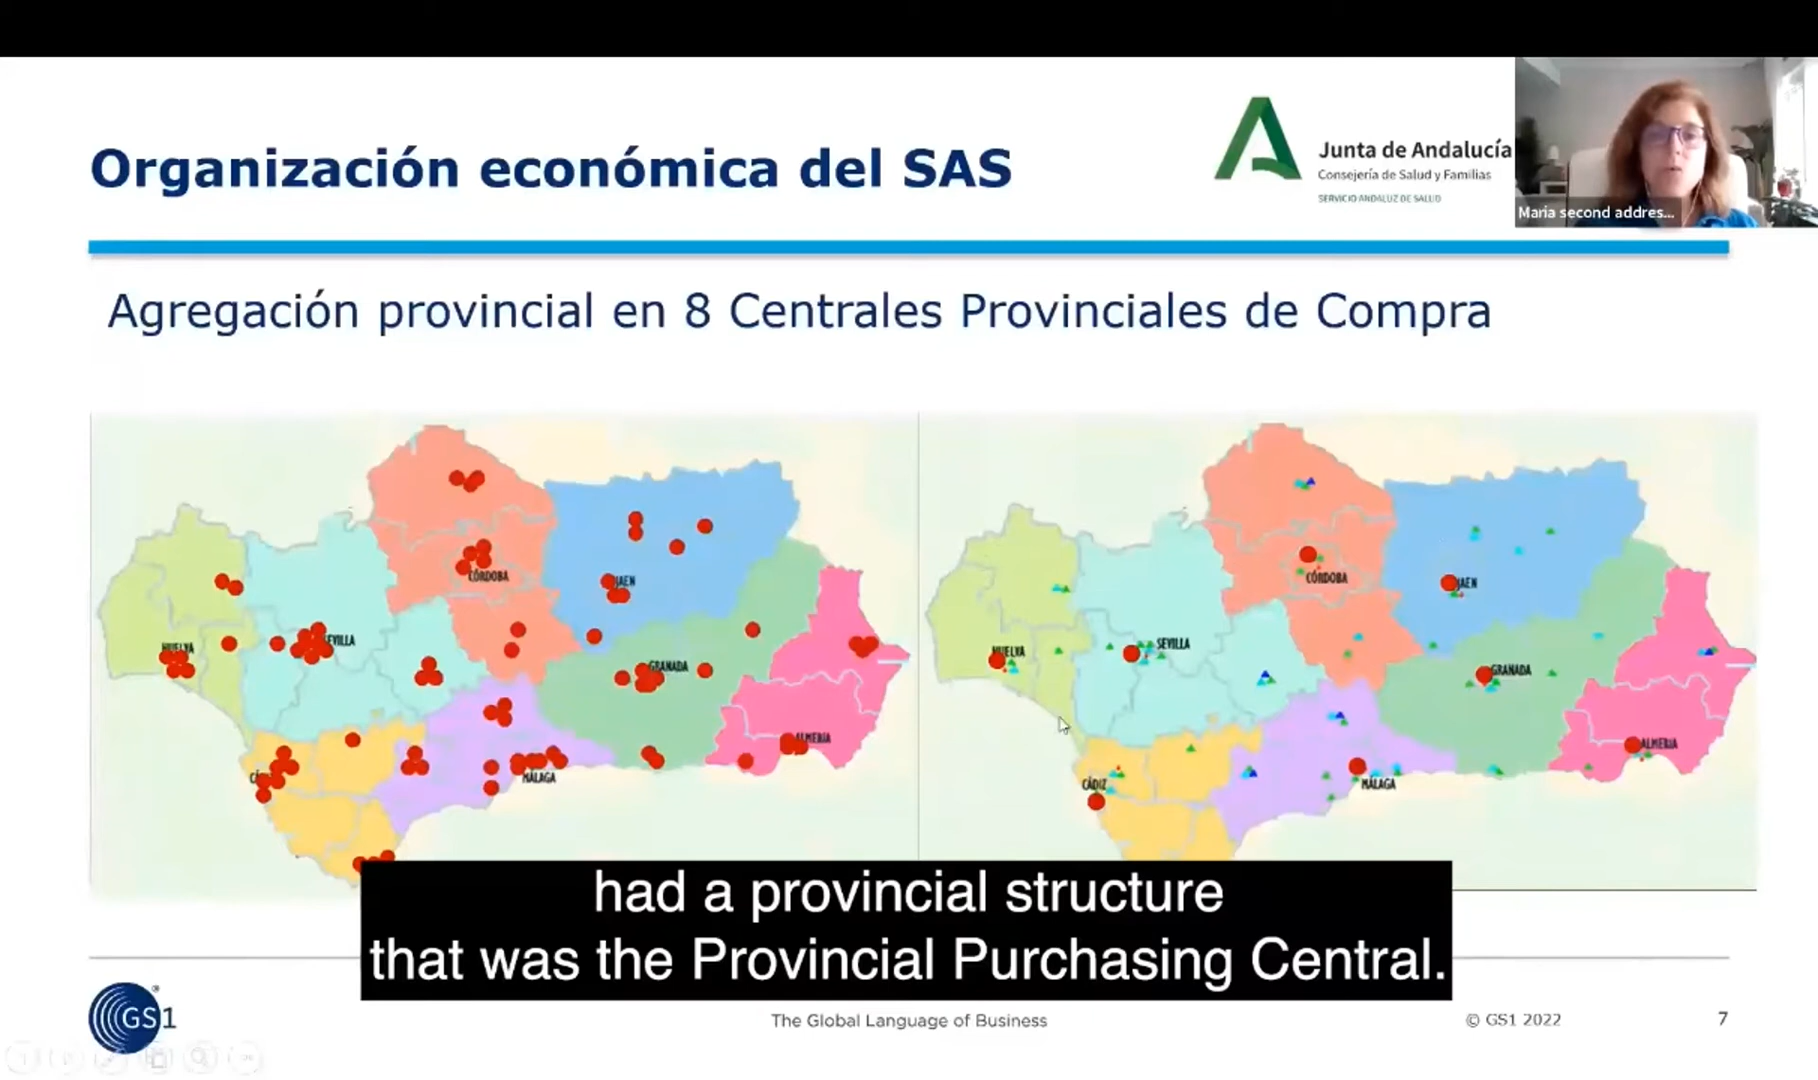 Organización económica del SAS
Junta de Andalucía
Consejería de Salud y Familias
SERVICIO ANDALUZ DE SALUD
Maria second addres...
Agregación provincial en 8 Centrales Provinciales de Compra
CÓRDOBA
JAEN
SEVILLA
HUELVA
GRANADA
ALMERIA
CÁDIZ
MÁLAGA
CÓRDOBA
JAEN
SEVILLA
HUELVA
GRANADA
ALMERIA
CÁDIZ
MÁLAGA
had a provincial structure
that was the Provincial Purchasing Central.
GS1
The Global Language of Business
© GS1 2022
7